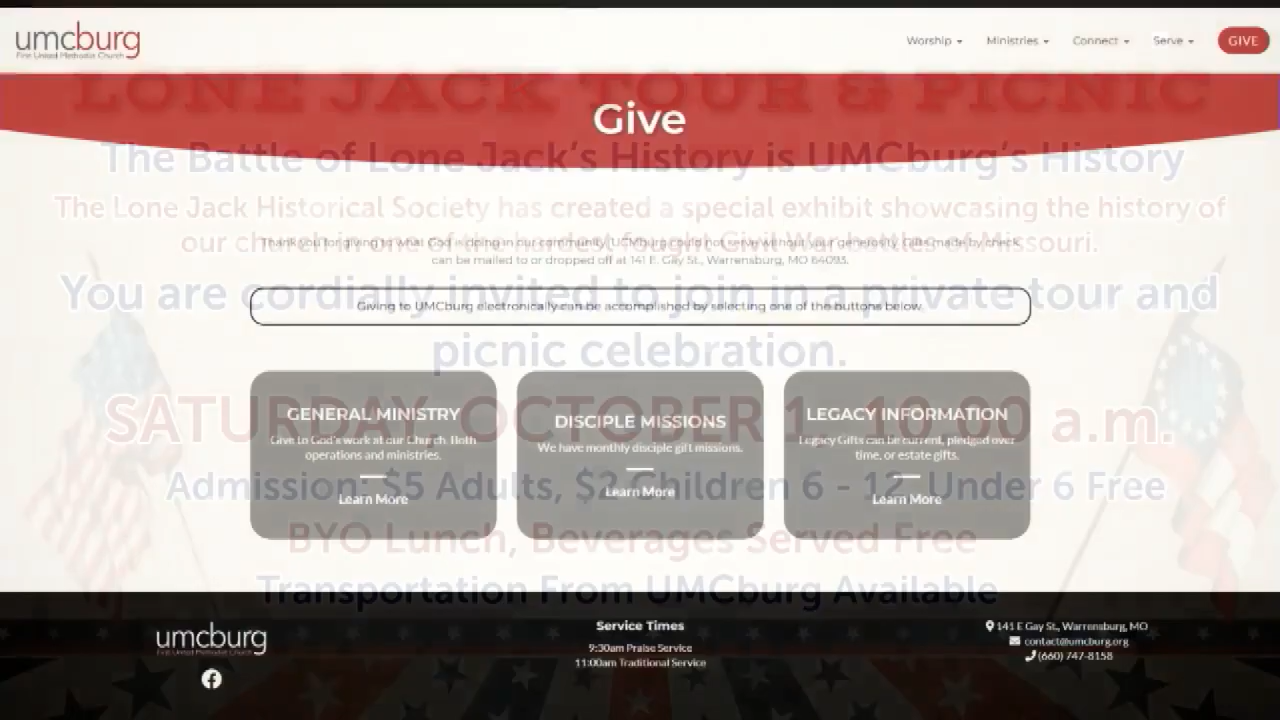 umcburg
First United Methodist Church
Worship
Ministries
Connect
Serve
GIVE
LONE JACK TOUR & PICNIC
Give
The Battle of Lone Jack's History is UMCburg's History
The Lone Jack Historical Society has created a special exhibit showcasing the history of
our church in one of the hardest fought Civil War battles of Missouri.
Thank you for giving to what God is doing in our community. UCMburg could not serve without your generosity. Gifts made by check
can be mailed to or dropped off at 141 E. Gay St., Warrensburg, MO 64093.
You are cordially invited to join in a private tour and
Giving to UMCburg electronically can be accomplished by selecting one of the buttons below.
picnic celebration.
SATURDAY OCTOBER 1 10:00 a.m.
GENERAL MINISTRY
Give to God's work at our Church. Both
operations and ministries.
Learn More
DISCIPLE MISSIONS
We have monthly disciple gift missions.
Learn More
LEGACY INFORMATION
Legacy Gifts can be current, pledged over
time, or estate gifts.
Learn More
Admission $5 Adults, $2 Children 6 - 12 Under 6 Free
BYO Lunch, Beverages Served Free
Transportation From UMCburg Available
umcburg
First United Methodist Church
Service Times
9:30am Praise Service
11:00am Traditional Service
141 E Gay St., Warrensburg, MO
contact@umcburg.org
(660) 747-8158